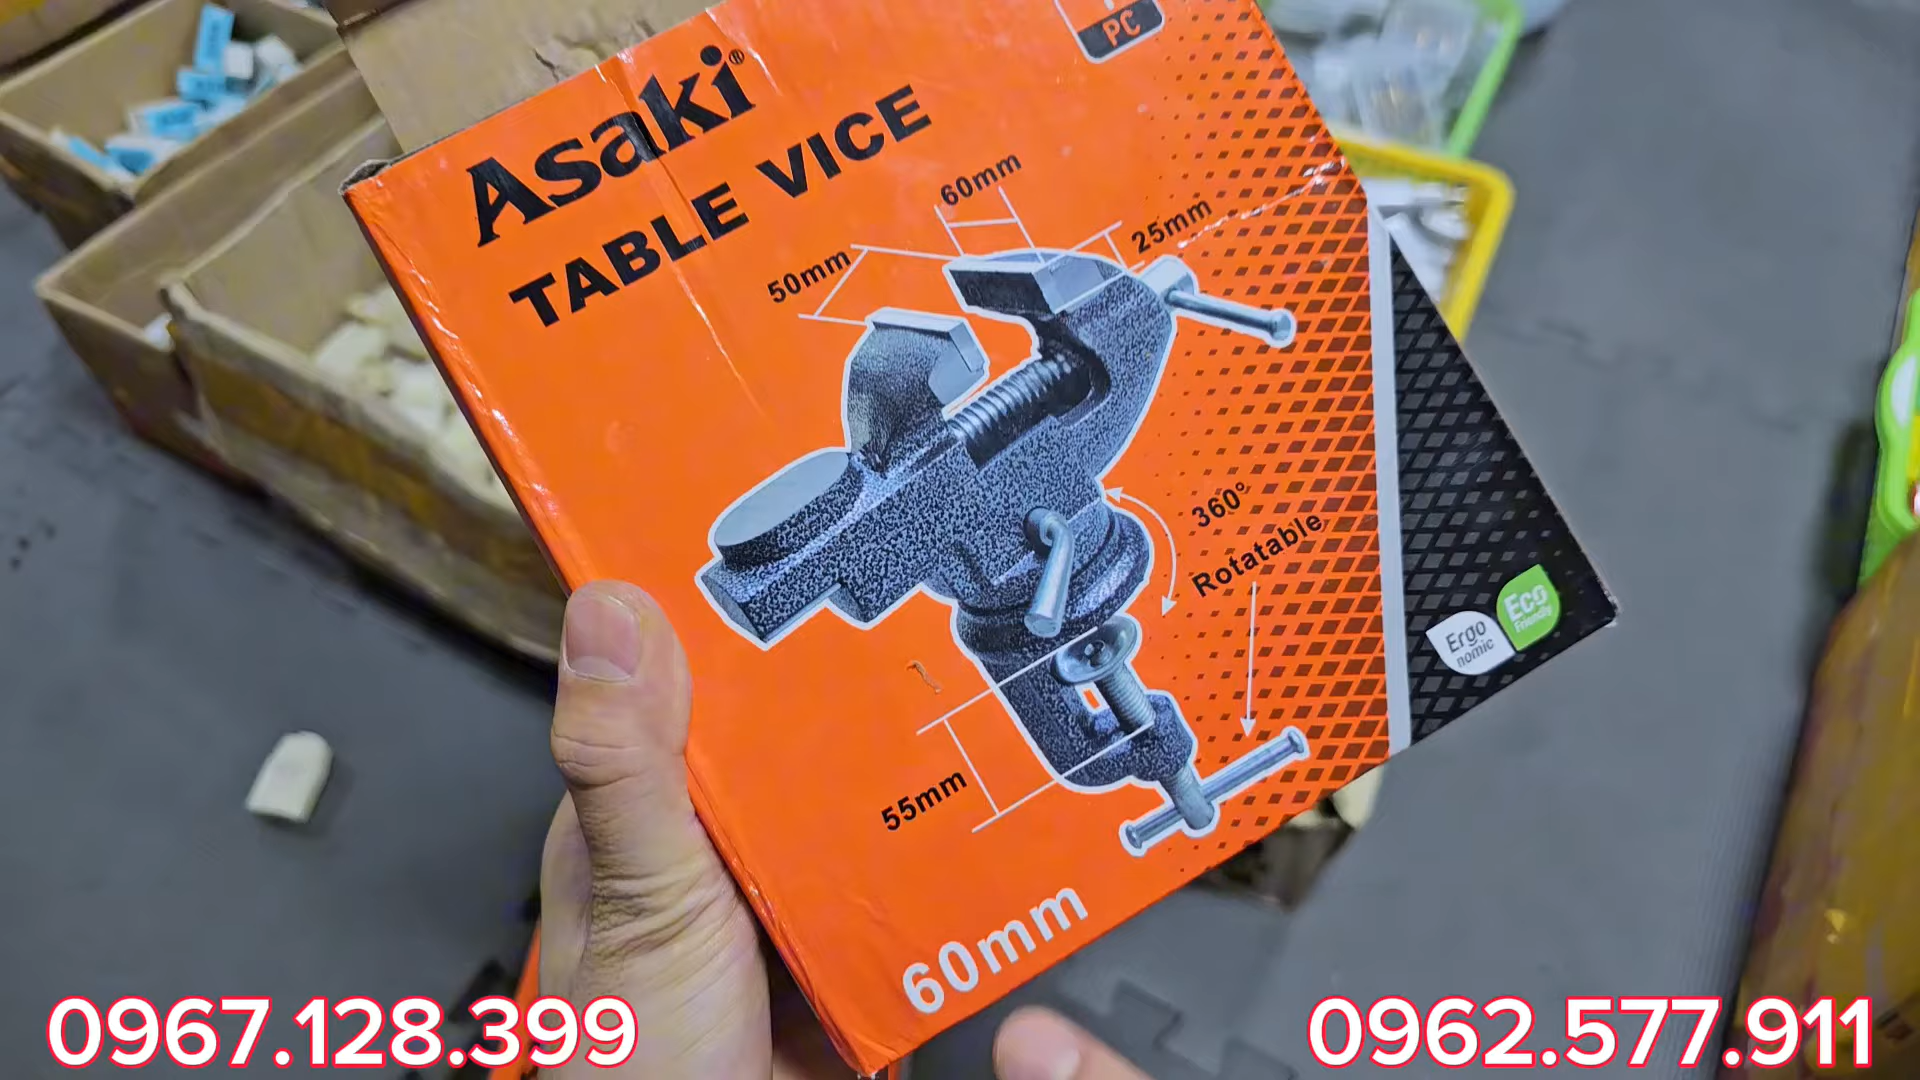 PC
Asaki®
TABLE VICE
60mm
25mm
50mm
360°
Rotatable
Ergo
nomic
Eco
Friendly
55mm
60mm
0967.128.399
0962.577.911